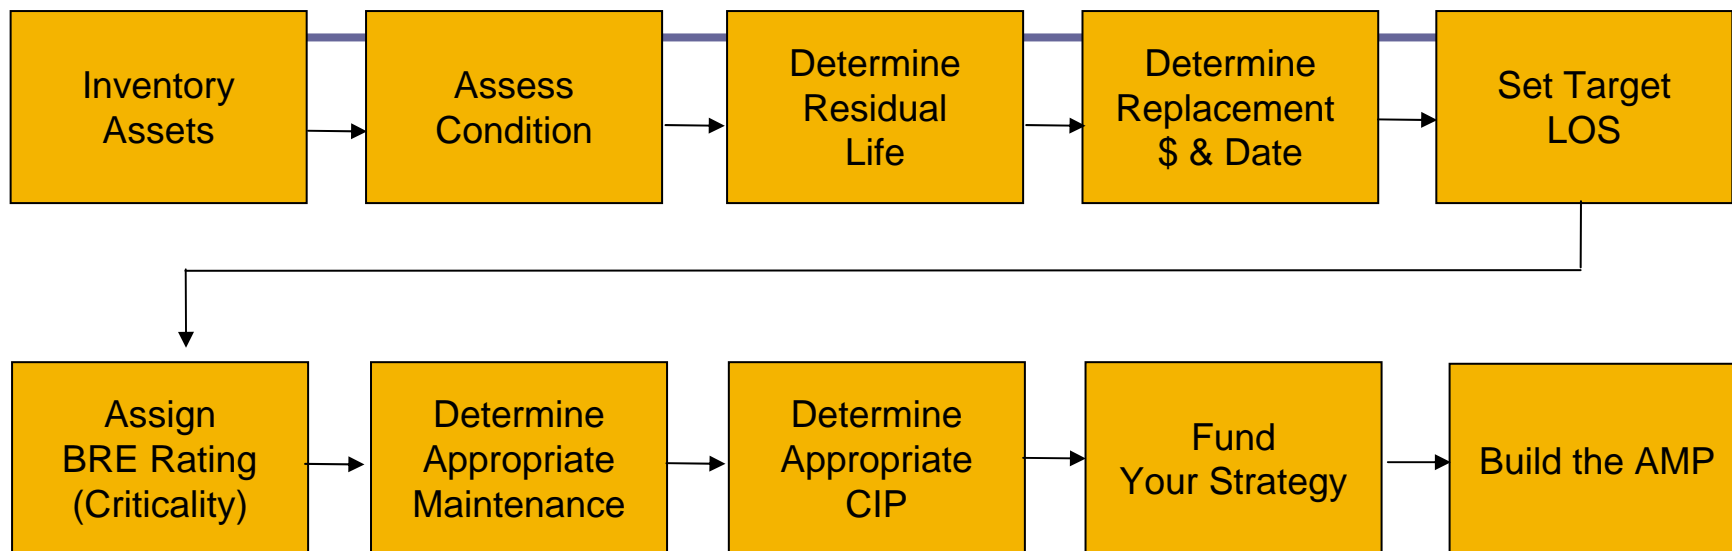 Inventory
Assets
Assess
Condition
Determine
Residual
Life
Determine
Replacement
$ & Date
Set Target
LOS
Assign
BRE Rating
(Criticality)
Determine
Appropriate
Maintenance
Determine
Appropriate
CIP
Fund
Your Strategy
Build the AMP